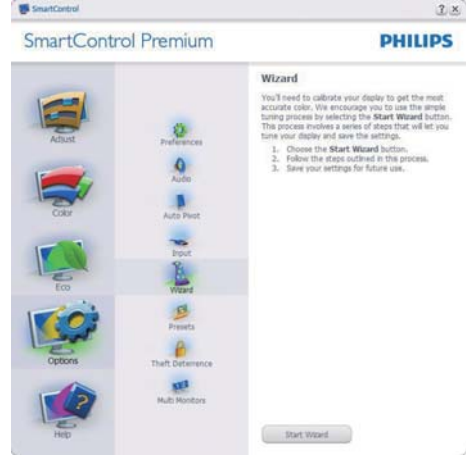 SmartControl
SmartControl Premium
PHILIPS
Adjust
Color
Eco
Options
Help
Preferences
Audio
Auto Pivot
Input
Wizard
Presets
Theft Deterrence
Multi Monitors
Wizard
You'll need to calibrate your display to get the most
accurate color. We encourage you to use the simple
tuning process by selecting the Start Wizard button.
This process involves a series of steps that will let you
tune your display and save the settings.
1. Choose the Start Wizard button.
2. Follow the steps outlined in this process.
3. Save your settings for future use.
Start Wizard